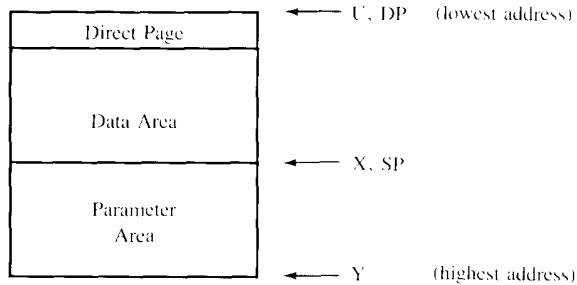 U, DP (lowest address)
Direct Page
Data Area
X, SP
Parameter
Area
Y (highest address)